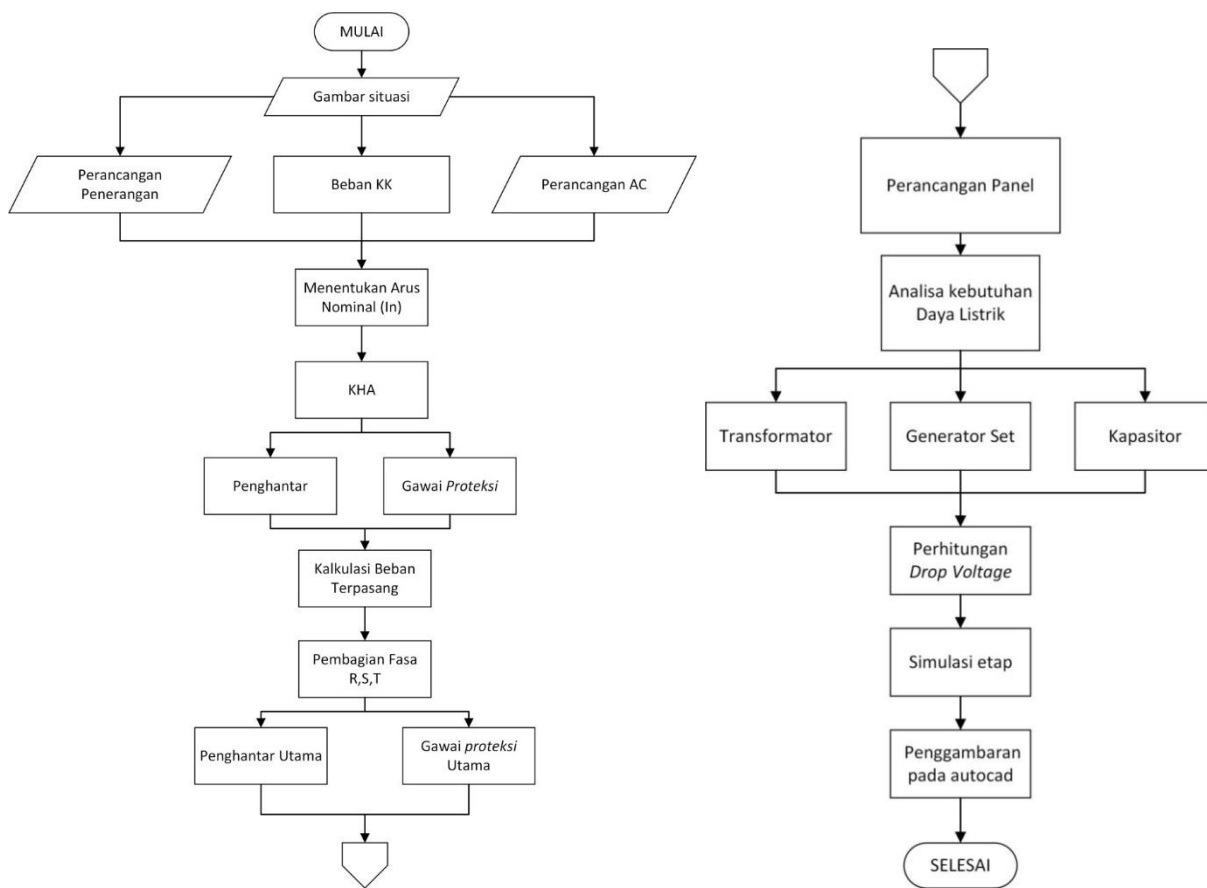 MULAI
Gambar situasi
Perancangan
Penerangan
Beban KK
Perancangan AC
Menentukan Arus
Nominal (In)
KHA
Penghantar
Gawai Proteksi
Kalkulasi Beban
Terpasang
Pembagian Fasa
R,S,T
Penghantar Utama
Gawai proteksi
Utama
Perancangan Panel
Analisa kebutuhan
Daya Listrik
Transformator
Generator Set
Kapasitor
Perhitungan
Drop Voltage
Simulasi etap
Penggambaran
pada autocad
SELESAI